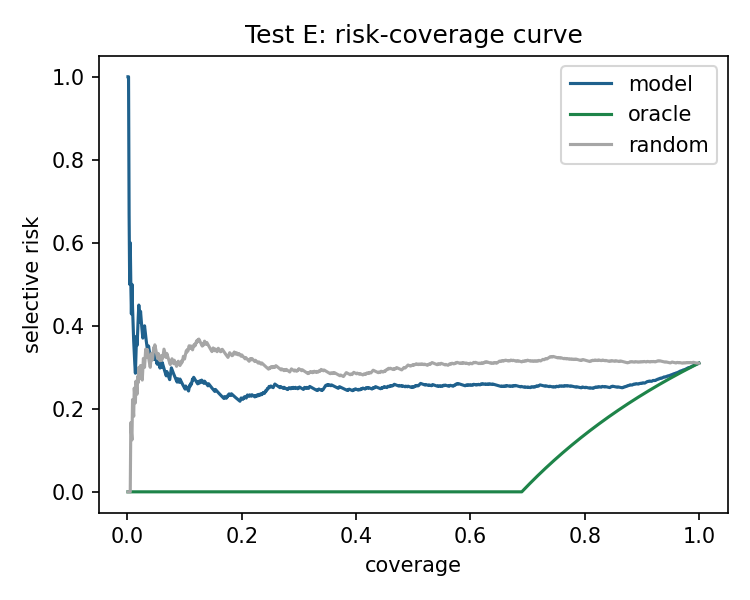 Test E: risk-coverage curve
model
oracle
random
selective risk
1.0
0.8
0.6
0.4
0.2
0.0
0.0 0.2 0.4 0.6 0.8 1.0
coverage